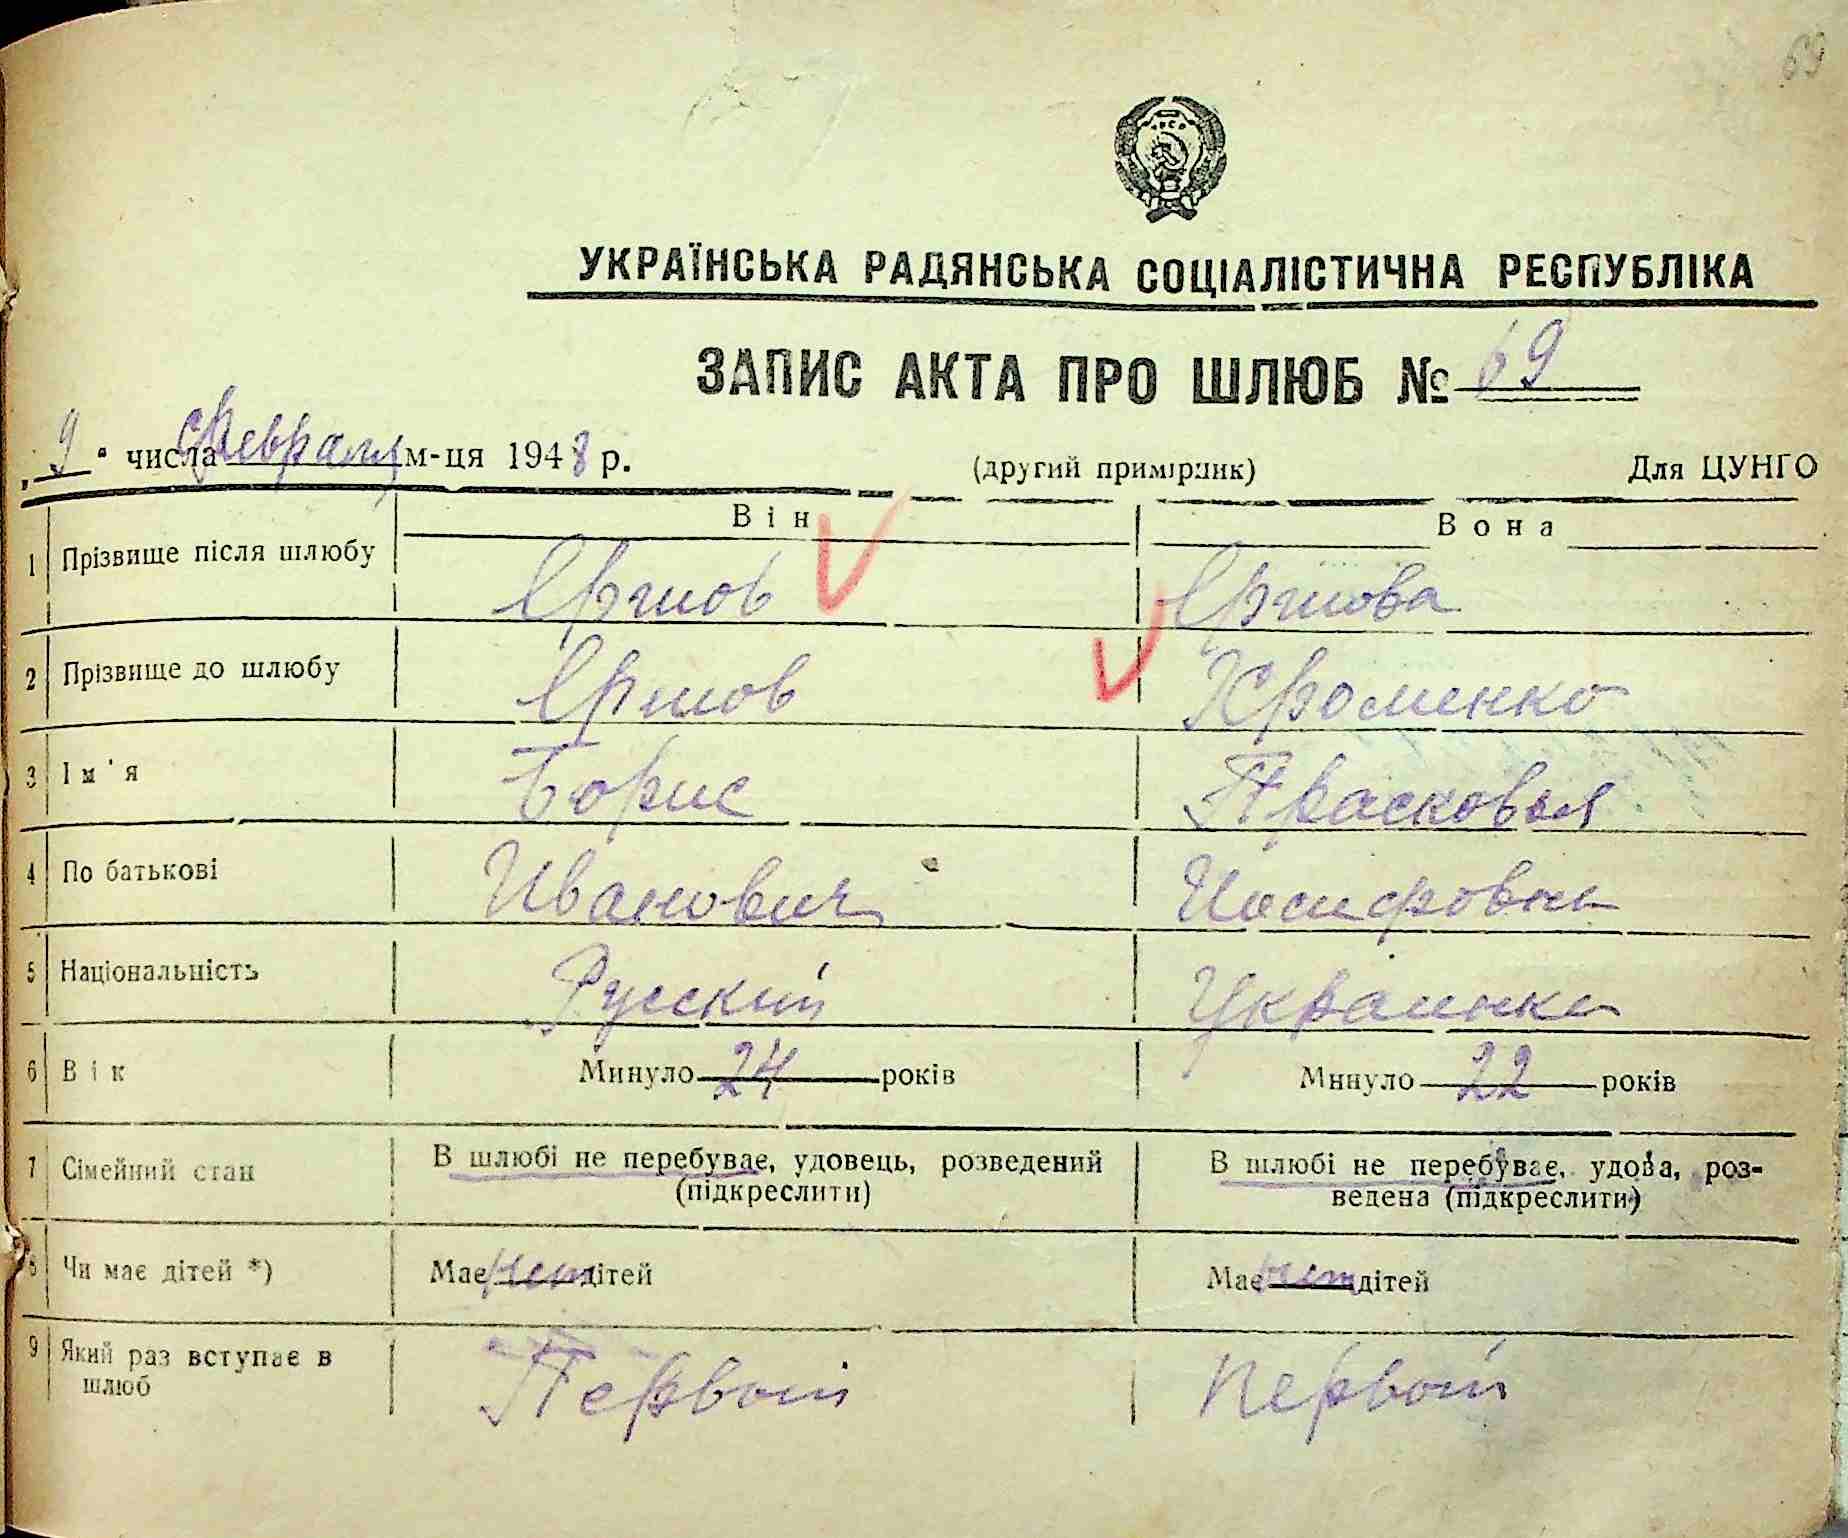 69
УКРАЇНСЬКА РАДЯНСЬКА СОЦІАЛІСТИЧНА РЕСПУБЛІКА
ЗАПИС АКТА ПРО ШЛЮБ № 69
„9" числа февраля м-ця 1948 р. (другий примірник) Для ЦУНГО
Він Вона
1 Прізвище після шлюбу Ершов Ершова
2 Прізвище до шлюбу Ершов Кроменко
3 Ім'я Борис Прасковья
4 По батькові Иванович Иосифовна
5 Національність Русский Украинка
6 Вік Минуло 24 років Минуло 22 років
7 Сімейний стан В шлюбі не перебуває, удовець, розведений (підкреслити) В шлюбі не перебуває, удова, роз-
ведена (підкреслити)
8 Чи має дітей *) Має нет дітей Має нет дітей
9 Який раз вступає в шлюб Первый Первый